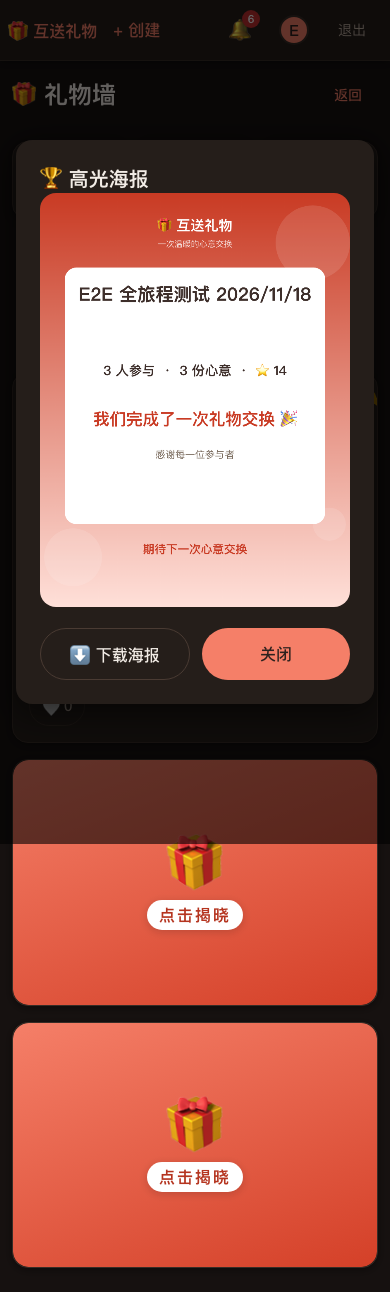 🎁 互送礼物 + 创建 🔔 6 E 退出
🎁 礼物墙 返回
🏆 高光海报
🎁 互送礼物
一次温暖的心意交换
E2E 全旅程测试 2026/11/18
3 人参与 · 3 份心意 · ⭐ 14
我们完成了一次礼物交换 🎉
感谢每一位参与者
期待下一次心意交换
⬇️ 下载海报 关闭
0
点击揭晓
点击揭晓